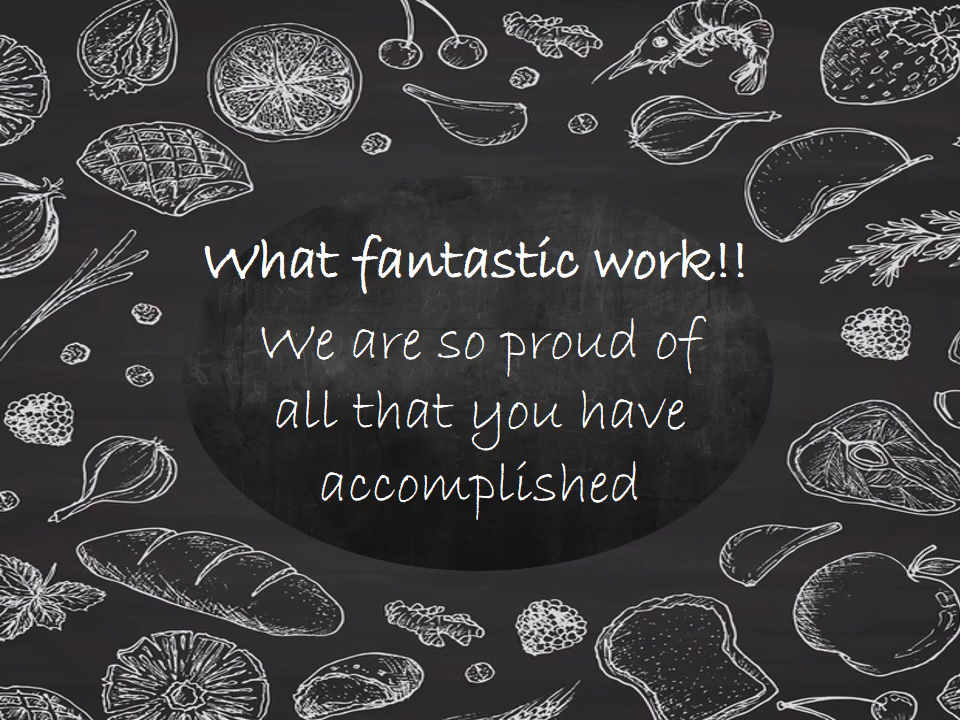 What fantastic work!!
We are so proud of
all that you have
accomplished